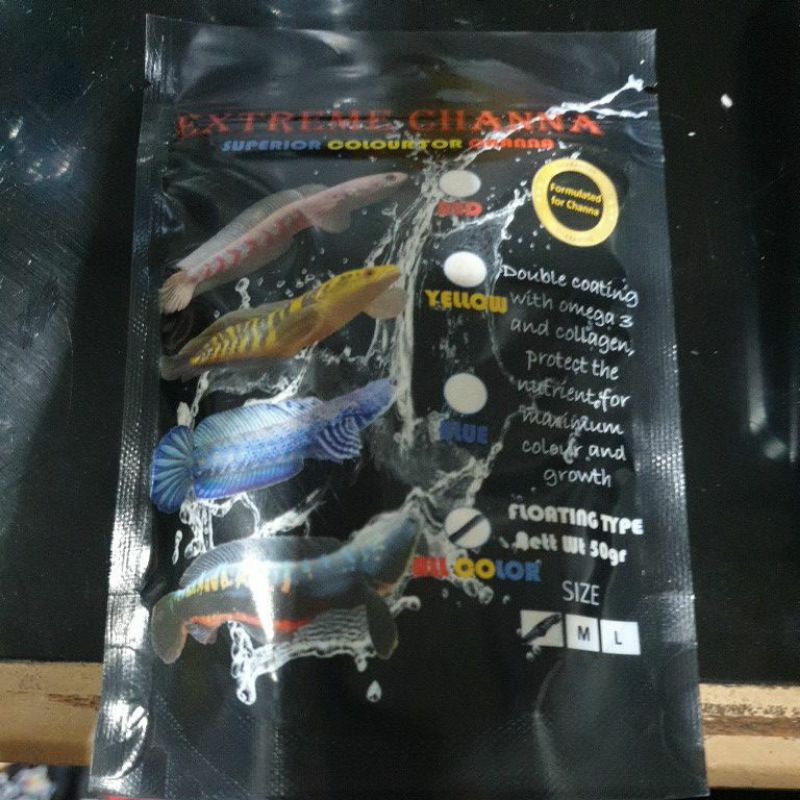 EXTREME CHANNA
SUPERIOR COLOUR FOR CHANNA
Formulated
for Channa
RED
YELLOW
BLUE
ALL COLOR
Double coating
with omega 3
and collagen,
protect the
nutrient for
maximum
colour and
growth
FLOATING TYPE
Nett Wt 50gr
SIZE
M L